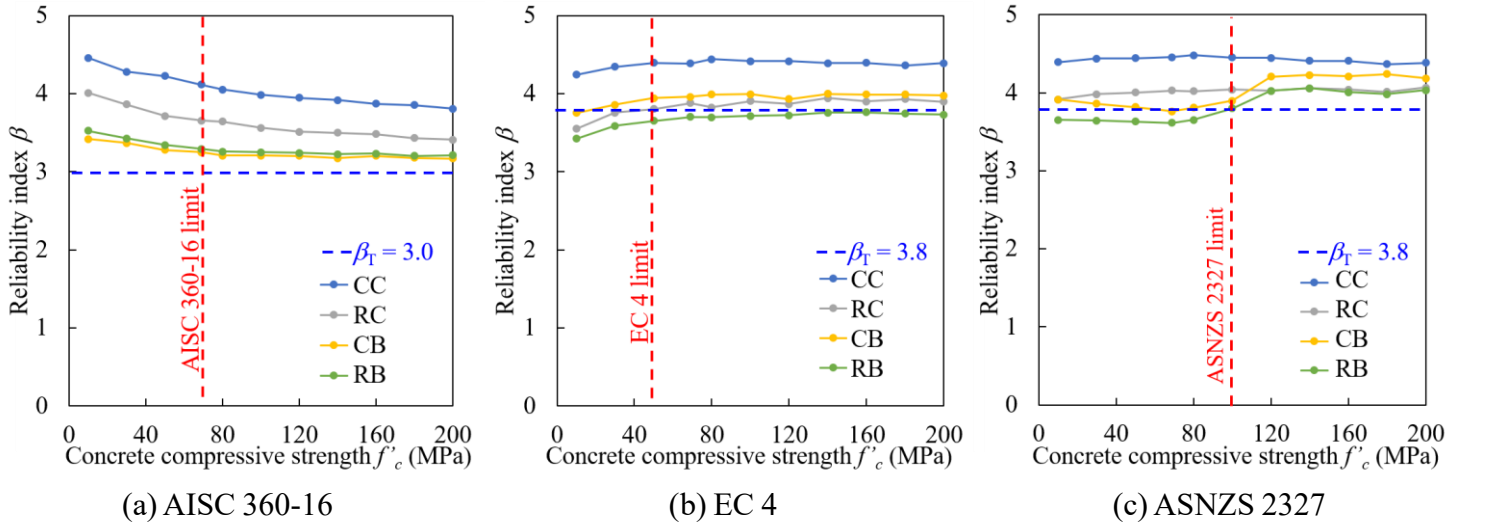 5
4
3
2
1
0
Reliability index β
AISC 360-16 limit
βT = 3.0
CC
RC
CB
RB
0 40 80 120 160 200
Concrete compressive strength f'c (MPa)
(a) AISC 360-16
5
4
3
2
1
0
Reliability index β
EC 4 limit
βT = 3.8
CC
RC
CB
RB
0 40 80 120 160 200
Concrete compressive strength f'c (MPa)
(b) EC 4
5
4
3
2
1
0
Reliability index β
ASNZS 2327 limit
βT = 3.8
CC
RC
CB
RB
0 40 80 120 160 200
Concrete compressive strength f'c (MPa)
(c) ASNZS 2327